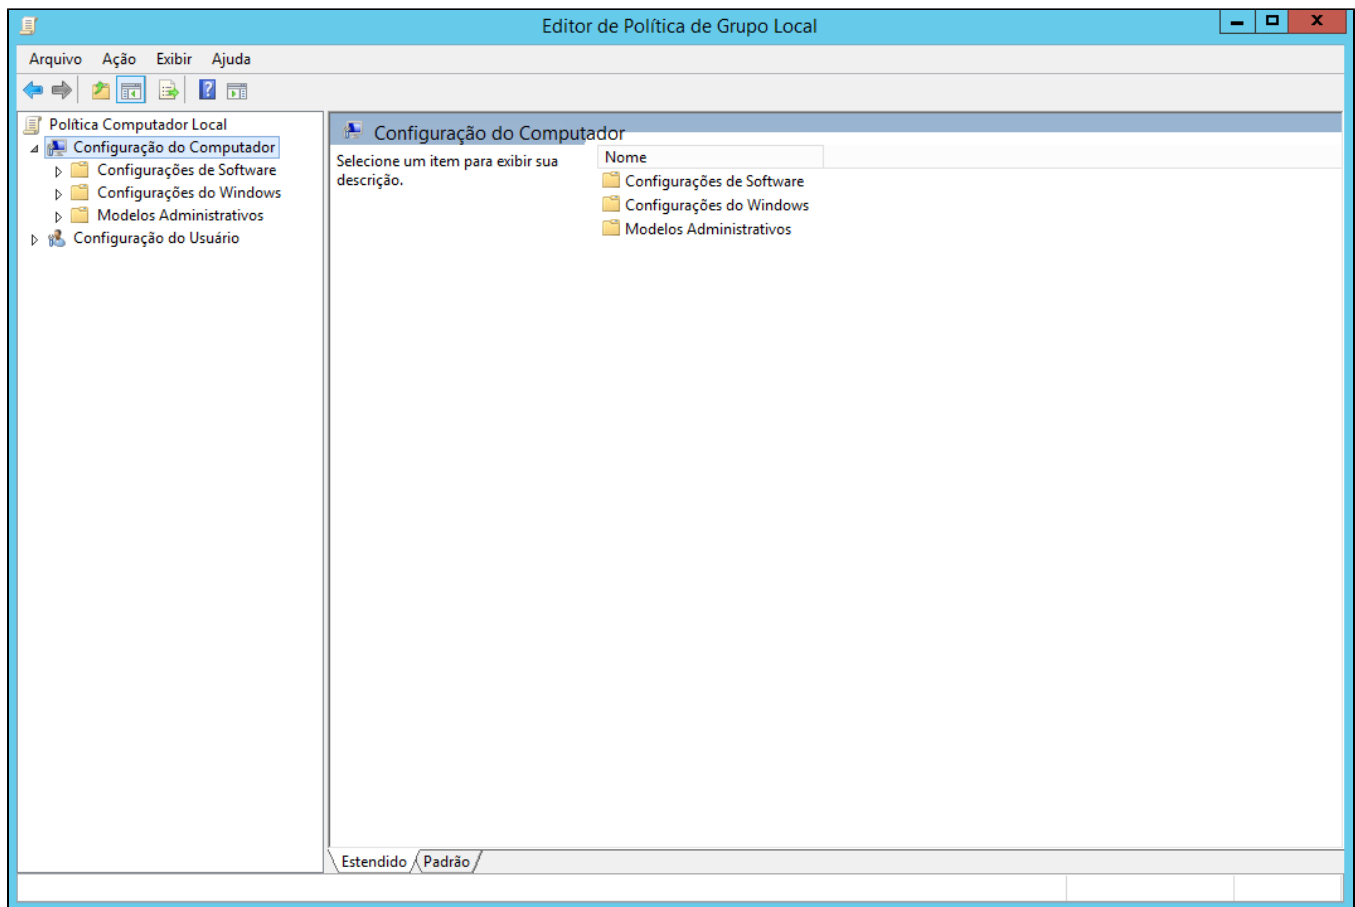 Editor de Política de Grupo Local
Arquivo Ação Exibir Ajuda
Política Computador Local
Configuração do Computador
Configurações de Software
Configurações do Windows
Modelos Administrativos
Configuração do Usuário
Configuração do Computador
Selecione um item para exibir sua
descrição.
Nome
Configurações de Software
Configurações do Windows
Modelos Administrativos
Estendido Padrão